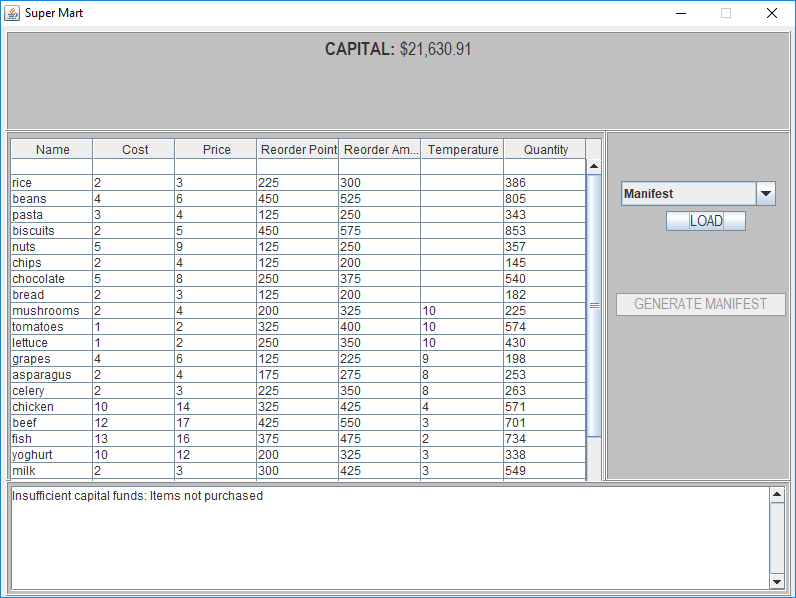 Super Mart
CAPITAL: $21,630.91
Name Cost Price Reorder Point Reorder Am... Temperature Quantity
rice 2 3 225 300 386
beans 4 6 450 525 805
pasta 3 4 125 250 343
biscuits 2 5 450 575 853
nuts 5 9 125 250 357
chips 2 4 125 200 145
chocolate 5 8 250 375 540
bread 2 3 125 200 182
mushrooms 2 4 200 325 10 225
tomatoes 1 2 325 400 10 574
lettuce 1 2 250 350 10 430
grapes 4 6 125 225 9 198
asparagus 2 4 175 275 8 253
celery 2 3 225 350 8 263
chicken 10 14 325 425 4 571
beef 12 17 425 550 3 701
fish 13 16 375 475 2 734
yoghurt 10 12 200 325 3 338
milk 2 3 300 425 3 549
Manifest
LOAD
GENERATE MANIFEST
Insufficient capital funds: Items not purchased